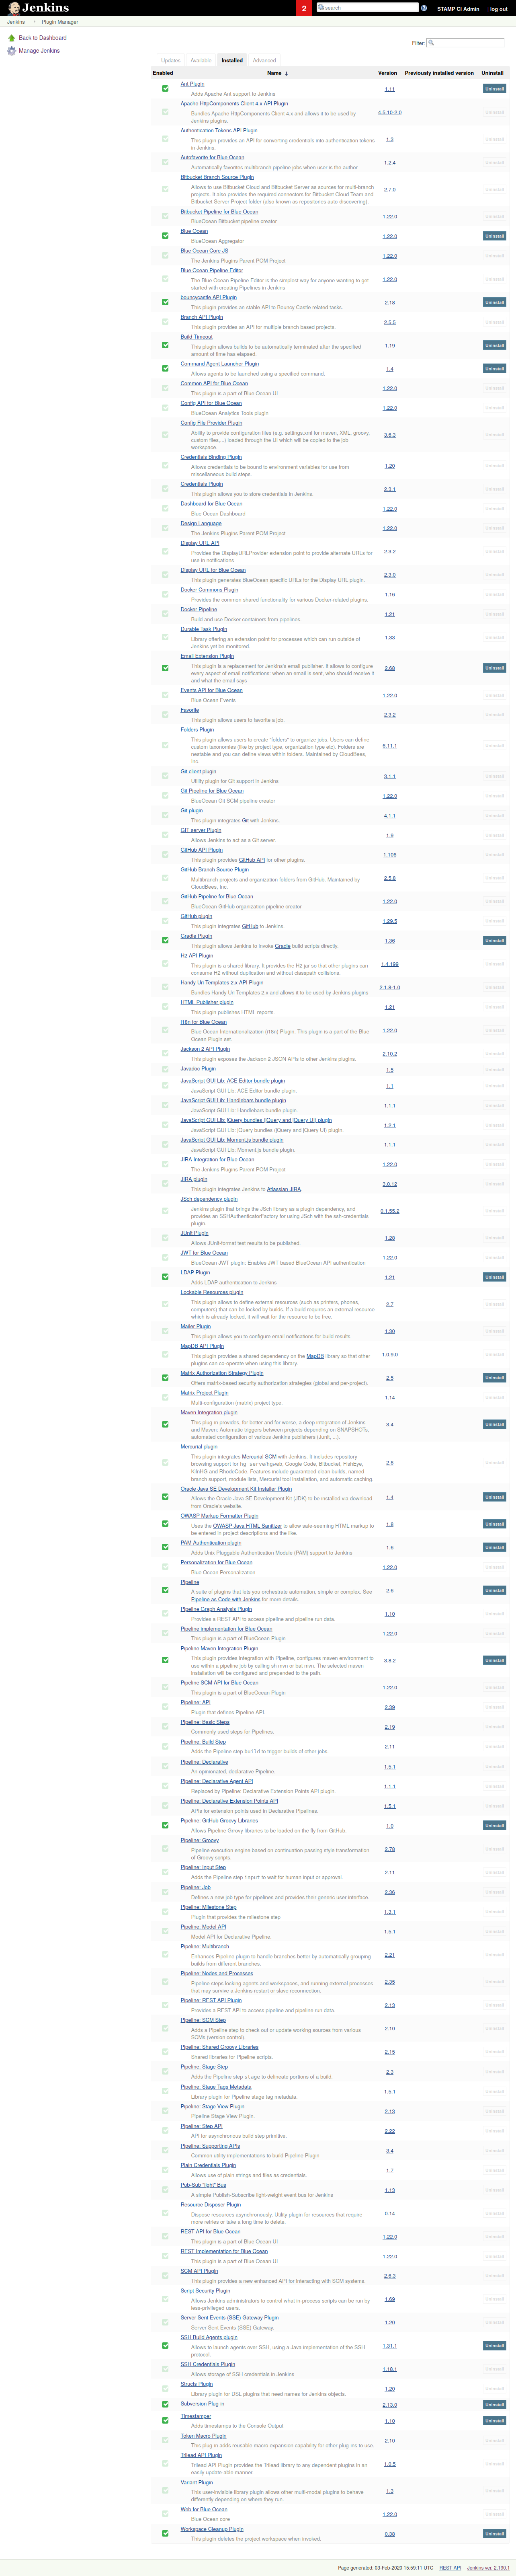 Jenkins
2
search
STAMP CI Admin
| log out
Jenkins
Plugin Manager
Back to Dashboard
Manage Jenkins
Filter:
Updates
Available
Installed
Advanced
Enabled
Name ↓
Version
Previously installed version
Uninstall
Ant Plugin
Adds Apache Ant support to Jenkins
1.11
Uninstall
Apache HttpComponents Client 4.x API Plugin
Bundles Apache HttpComponents Client 4.x and allows it to be used by
Jenkins plugins.
4.5.10-2.0
Authentication Tokens API Plugin
This plugin provides an API for converting credentials into authentication tokens
in Jenkins.
1.3
Autofavorite for Blue Ocean
Automatically favorites multibranch pipeline jobs when user is the author
1.2.4
Bitbucket Branch Source Plugin
Allows to use Bitbucket Cloud and Bitbucket Server as sources for multi-branch
projects. It also provides the required connectors for Bitbucket Cloud Team and
Bitbucket Server Project folder (also known as repositories auto-discovering).
2.7.0
Bitbucket Pipeline for Blue Ocean
BlueOcean Bitbucket pipeline creator
1.22.0
Blue Ocean
BlueOcean Aggregator
1.22.0
Uninstall
Blue Ocean Core JS
The Jenkins Plugins Parent POM Project
1.22.0
Blue Ocean Pipeline Editor
The Blue Ocean Pipeline Editor is the simplest way for anyone wanting to get
started with creating Pipelines in Jenkins
1.22.0
bouncycastle API Plugin
This plugin provides an stable API to Bouncy Castle related tasks.
2.18
Uninstall
Branch API Plugin
This plugin provides an API for multiple branch based projects.
2.5.5
Build Timeout
This plugin allows builds to be automatically terminated after the specified
amount of time has elapsed.
1.19
Uninstall
Command Agent Launcher Plugin
Allows agents to be launched using a specified command.
1.4
Uninstall
Common API for Blue Ocean
This plugin is a part of Blue Ocean UI
1.22.0
Config API for Blue Ocean
BlueOcean Analytics Tools plugin
1.22.0
Config File Provider Plugin
Ability to provide configuration files (e.g. settings.xml for maven, XML, groovy,
custom files,...) loaded through the UI which will be copied to the job
workspace.
3.6.3
Credentials Binding Plugin
Allows credentials to be bound to environment variables for use from
miscellaneous build steps.
1.20
Credentials Plugin
This plugin allows you to store credentials in Jenkins.
2.3.1
Dashboard for Blue Ocean
Blue Ocean Dashboard
1.22.0
Design Language
The Jenkins Plugins Parent POM Project
1.22.0
Display URL API
Provides the DisplayURLProvider extension point to provide alternate URLs for
use in notifications
2.3.2
Display URL for Blue Ocean
This plugin generates BlueOcean specific URLs for the Display URL plugin.
2.3.0
Docker Commons Plugin
Provides the common shared functionality for various Docker-related plugins.
1.16
Docker Pipeline
Build and use Docker containers from pipelines.
1.21
Durable Task Plugin
Library offering an extension point for processes which can run outside of
Jenkins yet be monitored.
1.33
Email Extension Plugin
This plugin is a replacement for Jenkins's email publisher. It allows to configure
every aspect of email notifications: when an email is sent, who should receive it
and what the email says
2.68
Uninstall
Events API for Blue Ocean
Blue Ocean Events
1.22.0
Favorite
This plugin allows users to favorite a job.
2.3.2
Folders Plugin
This plugin allows users to create "folders" to organize jobs. Users can define
custom taxonomies (like by project type, organization type etc). Folders are
nestable and you can define views within folders. Maintained by CloudBees,
Inc.
6.11.1
Git client plugin
Utility plugin for Git support in Jenkins
3.1.1
Git Pipeline for Blue Ocean
BlueOcean Git SCM pipeline creator
1.22.0
Git plugin
This plugin integrates Git with Jenkins.
4.1.1
GIT server Plugin
Allows Jenkins to act as a Git server.
1.9
GitHub API Plugin
This plugin provides GitHub API for other plugins.
1.106
GitHub Branch Source Plugin
Multibranch projects and organization folders from GitHub. Maintained by
CloudBees, Inc.
2.5.8
GitHub Pipeline for Blue Ocean
BlueOcean GitHub organization pipeline creator
1.22.0
GitHub plugin
This plugin integrates GitHub to Jenkins.
1.29.5
Gradle Plugin
This plugin allows Jenkins to invoke Gradle build scripts directly.
1.36
Uninstall
H2 API Plugin
This plugin is a shared library. It provides the H2 jar so that other plugins can
consume H2 without duplication and without classpath collisions.
1.4.199
Handy Uri Templates 2.x API Plugin
Bundles Handy Uri Templates 2.x and allows it to be used by Jenkins plugins
2.1.8-1.0
HTML Publisher plugin
This plugin publishes HTML reports.
1.21
i18n for Blue Ocean
Blue Ocean Internationalization (i18n) Plugin. This plugin is a part of the Blue
Ocean Plugin set.
1.22.0
Jackson 2 API Plugin
This plugin exposes the Jackson 2 JSON APIs to other Jenkins plugins.
2.10.2
Javadoc Plugin
1.5
JavaScript GUI Lib: ACE Editor bundle plugin
JavaScript GUI Lib: ACE Editor bundle plugin.
1.1
JavaScript GUI Lib: Handlebars bundle plugin
JavaScript GUI Lib: Handlebars bundle plugin.
1.1.1
JavaScript GUI Lib: jQuery bundles (jQuery and jQuery UI) plugin
JavaScript GUI Lib: jQuery bundles (jQuery and jQuery UI) plugin.
1.2.1
JavaScript GUI Lib: Moment.js bundle plugin
JavaScript GUI Lib: Moment.js bundle plugin.
1.1.1
JIRA Integration for Blue Ocean
The Jenkins Plugins Parent POM Project
1.22.0
JIRA plugin
This plugin integrates Jenkins to Atlassian JIRA.
3.0.12
JSch dependency plugin
Jenkins plugin that brings the JSch library as a plugin dependency, and
provides an SSHAuthenticatorFactory for using JSch with the ssh-credentials
plugin.
0.1.55.2
JUnit Plugin
Allows JUnit-format test results to be published.
1.28
JWT for Blue Ocean
BlueOcean JWT plugin: Enables JWT based BlueOcean API authentication
1.22.0
LDAP Plugin
Adds LDAP authentication to Jenkins
1.21
Uninstall
Lockable Resources plugin
This plugin allows to define external resources (such as printers, phones,
computers) that can be locked by builds. If a build requires an external resource
which is already locked, it will wait for the resource to be free.
2.7
Mailer Plugin
This plugin allows you to configure email notifications for build results
1.30
MapDB API Plugin
This plugin provides a shared dependency on the MapDB library so that other
plugins can co-operate when using this library.
1.0.9.0
Matrix Authorization Strategy Plugin
Offers matrix-based security authorization strategies (global and per-project).
2.5
Uninstall
Matrix Project Plugin
Multi-configuration (matrix) project type.
1.14
Maven Integration plugin
This plug-in provides, for better and for worse, a deep integration of Jenkins
and Maven: Automatic triggers between projects depending on SNAPSHOTs,
automated configuration of various Jenkins publishers (Junit, ...).
3.4
Uninstall
Mercurial plugin
This plugin integrates Mercurial SCM with Jenkins. It includes repository
browsing support for hg serve/hgweb, Google Code, Bitbucket, FishEye,
KilnHG and RhodeCode. Features include guaranteed clean builds, named
branch support, module lists, Mercurial tool installation, and automatic caching.
2.8
Oracle Java SE Development Kit Installer Plugin
Allows the Oracle Java SE Development Kit (JDK) to be installed via download
from Oracle's website.
1.4
Uninstall
OWASP Markup Formatter Plugin
Uses the OWASP Java HTML Sanitizer to allow safe-seeming HTML markup to
be entered in project descriptions and the like.
1.8
Uninstall
PAM Authentication plugin
Adds Unix Pluggable Authentication Module (PAM) support to Jenkins
1.6
Uninstall
Personalization for Blue Ocean
Blue Ocean Personalization
1.22.0
Pipeline
A suite of plugins that lets you orchestrate automation, simple or complex. See
Pipeline as Code with Jenkins for more details.
2.6
Uninstall
Pipeline Graph Analysis Plugin
Provides a REST API to access pipeline and pipeline run data.
1.10
Pipeline implementation for Blue Ocean
This plugin is a part of BlueOcean Plugin
1.22.0
Pipeline Maven Integration Plugin
This plugin provides integration with Pipeline, configures maven environment to
use within a pipeline job by calling sh mvn or bat mvn. The selected maven
installation will be configured and prepended to the path.
3.8.2
Uninstall
Pipeline SCM API for Blue Ocean
This plugin is a part of BlueOcean Plugin
1.22.0
Pipeline: API
Plugin that defines Pipeline API.
2.39
Pipeline: Basic Steps
Commonly used steps for Pipelines.
2.19
Pipeline: Build Step
Adds the Pipeline step build to trigger builds of other jobs.
2.11
Pipeline: Declarative
An opinionated, declarative Pipeline.
1.5.1
Pipeline: Declarative Agent API
Replaced by Pipeline: Declarative Extension Points API plugin.
1.1.1
Pipeline: Declarative Extension Points API
APIs for extension points used in Declarative Pipelines.
1.5.1
Pipeline: GitHub Groovy Libraries
Allows Pipeline Groovy libraries to be loaded on the fly from GitHub.
1.0
Uninstall
Pipeline: Groovy
Pipeline execution engine based on continuation passing style transformation
of Groovy scripts.
2.78
Pipeline: Input Step
Adds the Pipeline step input to wait for human input or approval.
2.11
Pipeline: Job
Defines a new job type for pipelines and provides their generic user interface.
2.36
Pipeline: Milestone Step
Plugin that provides the milestone step
1.3.1
Pipeline: Model API
Model API for Declarative Pipeline.
1.5.1
Pipeline: Multibranch
Enhances Pipeline plugin to handle branches better by automatically grouping
builds from different branches.
2.21
Pipeline: Nodes and Processes
Pipeline steps locking agents and workspaces, and running external processes
that may survive a Jenkins restart or slave reconnection.
2.35
Pipeline: REST API Plugin
Provides a REST API to access pipeline and pipeline run data.
2.13
Pipeline: SCM Step
Adds a Pipeline step to check out or update working sources from various
SCMs (version control).
2.10
Pipeline: Shared Groovy Libraries
Shared libraries for Pipeline scripts.
2.15
Pipeline: Stage Step
Adds the Pipeline step stage to delineate portions of a build.
2.3
Pipeline: Stage Tags Metadata
Library plugin for Pipeline stage tag metadata.
1.5.1
Pipeline: Stage View Plugin
Pipeline Stage View Plugin.
2.13
Pipeline: Step API
API for asynchronous build step primitive.
2.22
Pipeline: Supporting APIs
Common utility implementations to build Pipeline Plugin
3.4
Plain Credentials Plugin
Allows use of plain strings and files as credentials.
1.7
Pub-Sub "light" Bus
A simple Publish-Subscribe light-weight event bus for Jenkins
1.13
Resource Disposer Plugin
Dispose resources asynchronously. Utility plugin for resources that require
more retries or take a long time to delete.
0.14
REST API for Blue Ocean
This plugin is a part of Blue Ocean UI
1.22.0
REST Implementation for Blue Ocean
This plugin is a part of Blue Ocean UI
1.22.0
SCM API Plugin
This plugin provides a new enhanced API for interacting with SCM systems.
2.6.3
Script Security Plugin
Allows Jenkins administrators to control what in-process scripts can be run by
less-privileged users.
1.69
Server Sent Events (SSE) Gateway Plugin
Server Sent Events (SSE) Gateway.
1.20
SSH Build Agents plugin
Allows to launch agents over SSH, using a Java implementation of the SSH
protocol.
1.31.1
Uninstall
SSH Credentials Plugin
Allows storage of SSH credentials in Jenkins
1.18.1
Structs Plugin
Library plugin for DSL plugins that need names for Jenkins objects.
1.20
Subversion Plug-in
2.13.0
Uninstall
Timestamper
Adds timestamps to the Console Output
1.10
Uninstall
Token Macro Plugin
This plug-in adds reusable macro expansion capability for other plug-ins to use.
2.10
Trilead API Plugin
Trilead API Plugin provides the Trilead library to any dependent plugins in an
easily update-able manner.
1.0.5
Variant Plugin
This user-invisible library plugin allows other multi-modal plugins to behave
differently depending on where they run.
1.3
Web for Blue Ocean
Blue Ocean core
1.22.0
Workspace Cleanup Plugin
This plugin deletes the project workspace when invoked.
0.38
Uninstall
Page generated: 03-Feb-2020 15:59:11 UTC
REST API
Jenkins ver. 2.190.1